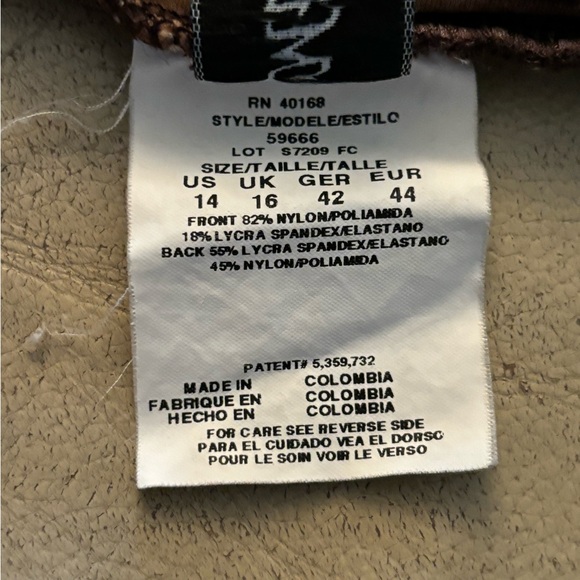 RN 40168
STYLE/MODELE/ESTILO
59666
LOT S7209 FC
SIZE/TAILLE/TALLE
US UK GER EUR
14 16 42 44
FRONT 82% NYLON/POLIAMIDA
18% LYCRA SPANDEX/ELASTANO
BACK 55% LYCRA SPANDEX/ELASTANO
45% NYLON/POLIAMIDA
PATENT# 5,359,732
MADE IN COLOMBIA
FABRIQUE EN COLOMBIA
HECHO EN COLOMBIA
FOR CARE SEE REVERSE SIDE
PARA EL CUIDADO VEA EL DORSO
POUR LE SOIN VOIR LE VERSO